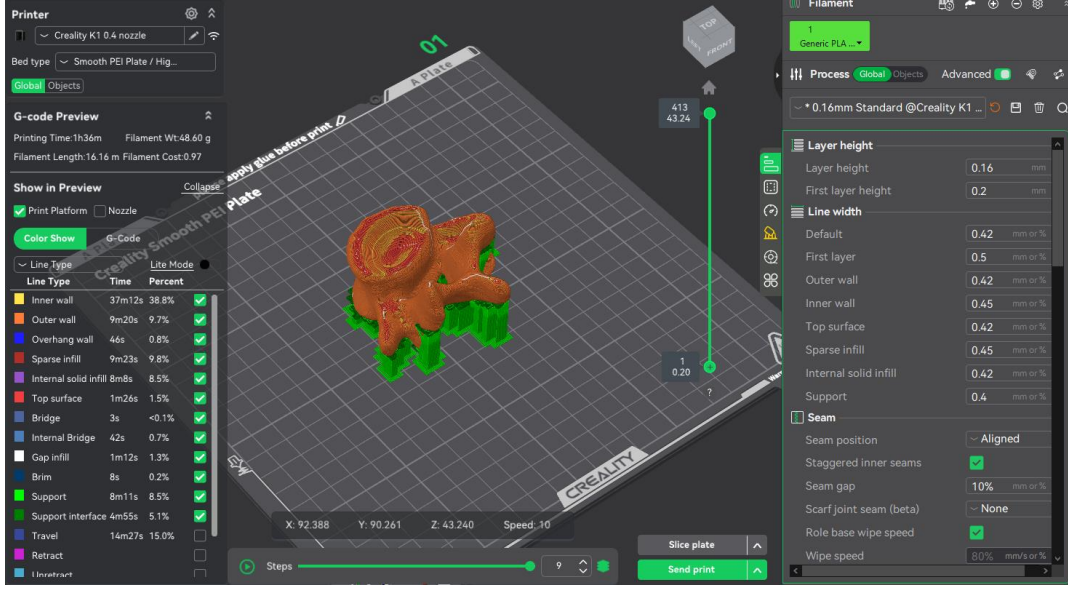 Printer
Creality K1 0.4 nozzle
Bed type
Smooth PEI Plate / Hig...
Global Objects
G-code Preview
Printing Time:1h36m Filament Wt:48.60 g
Filament Length:16.16 m Filament Cost:0.97
Show in Preview Collapse
Print Platform Nozzle
Color Show G-Code
Line Type Lite Mode
Line Type Time Percent
Inner wall 37m12s 38.8%
Outer wall 9m20s 9.7%
Overhang wall 46s 0.8%
Sparse infill 9m23s 9.8%
Internal solid infill 8m8s 8.5%
Top surface 1m26s 1.5%
Bridge 3s <0.1%
Internal Bridge 42s 0.7%
Gap infill 1m12s 1.3%
Brim 8s 0.2%
Support 8m11s 8.5%
Support interface 4m55s 5.1%
Travel 14m27s 15.0%
Retract
Unretract
01
A Plate
apply glue before print
Plate
Creality Smooth PEI
CREALITY
TOP
LEFT
FRONT
413
43.24
1
0.20
?
X: 92.388 Y: 90.261 Z: 43.240 Speed: 10
Steps 9
Slice plate
Send print
Filament
1
Generic PLA ...
Process Global Objects Advanced
* 0.16mm Standard @Creality K1 ...
Layer height
Layer height 0.16 mm
First layer height 0.2 mm
Line width
Default 0.42 mm or %
First layer 0.5 mm or %
Outer wall 0.42 mm or %
Inner wall 0.45 mm or %
Top surface 0.42 mm or %
Sparse infill 0.45 mm or %
Internal solid infill 0.42 mm or %
Support 0.4 mm or %
Seam
Seam position Aligned
Staggered inner seams
Seam gap 10% mm or %
Scarf joint seam (beta) None
Role base wipe speed
Wipe speed 80% mm/s or %